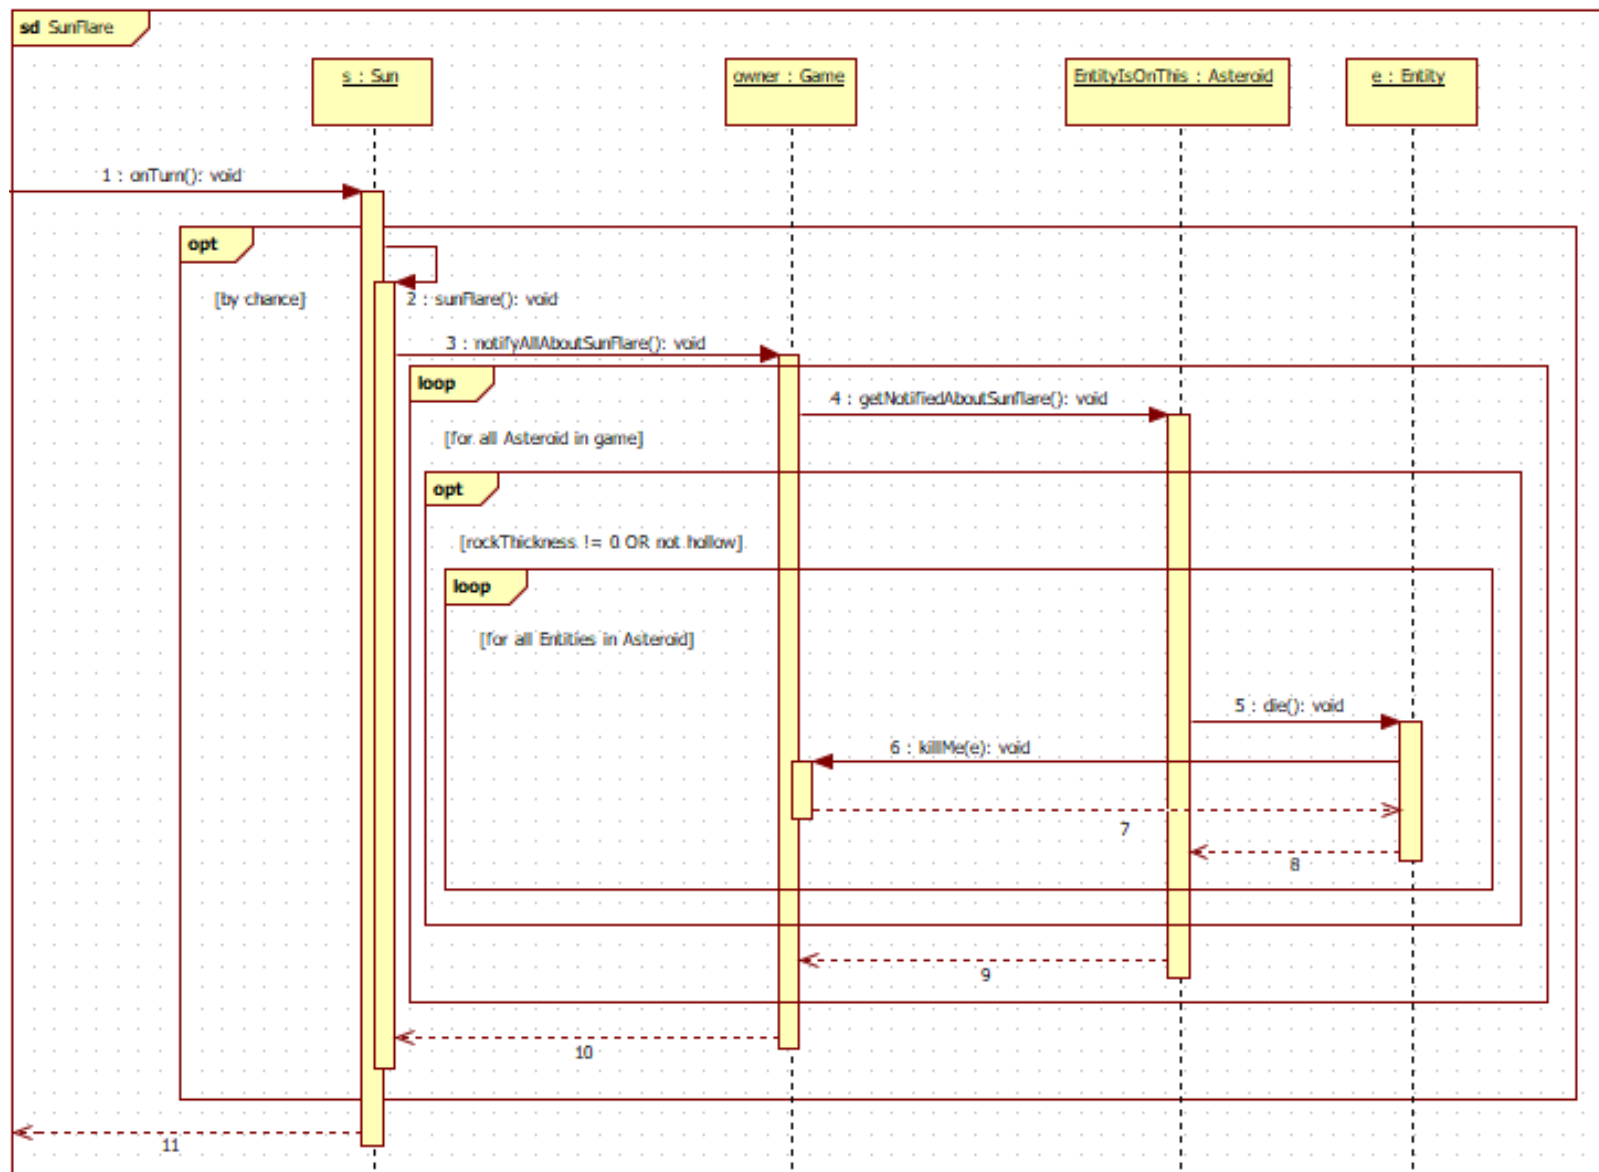 sd SunFlare
s : Sun
owner : Game
EntityIsOnThis : Asteroid
e : Entity
1 : onTurn(): void
opt
[by chance]
2 : sunFlare(): void
3 : notifyAllAboutSunFlare(): void
loop
4 : getNotifiedAboutSunflare(): void
[for all Asteroid in game]
opt
[rockThickness != 0 OR not hollow]
loop
[for all Entities in Asteroid]
5 : die(): void
6 : killMe(e): void
7
8
9
10
11